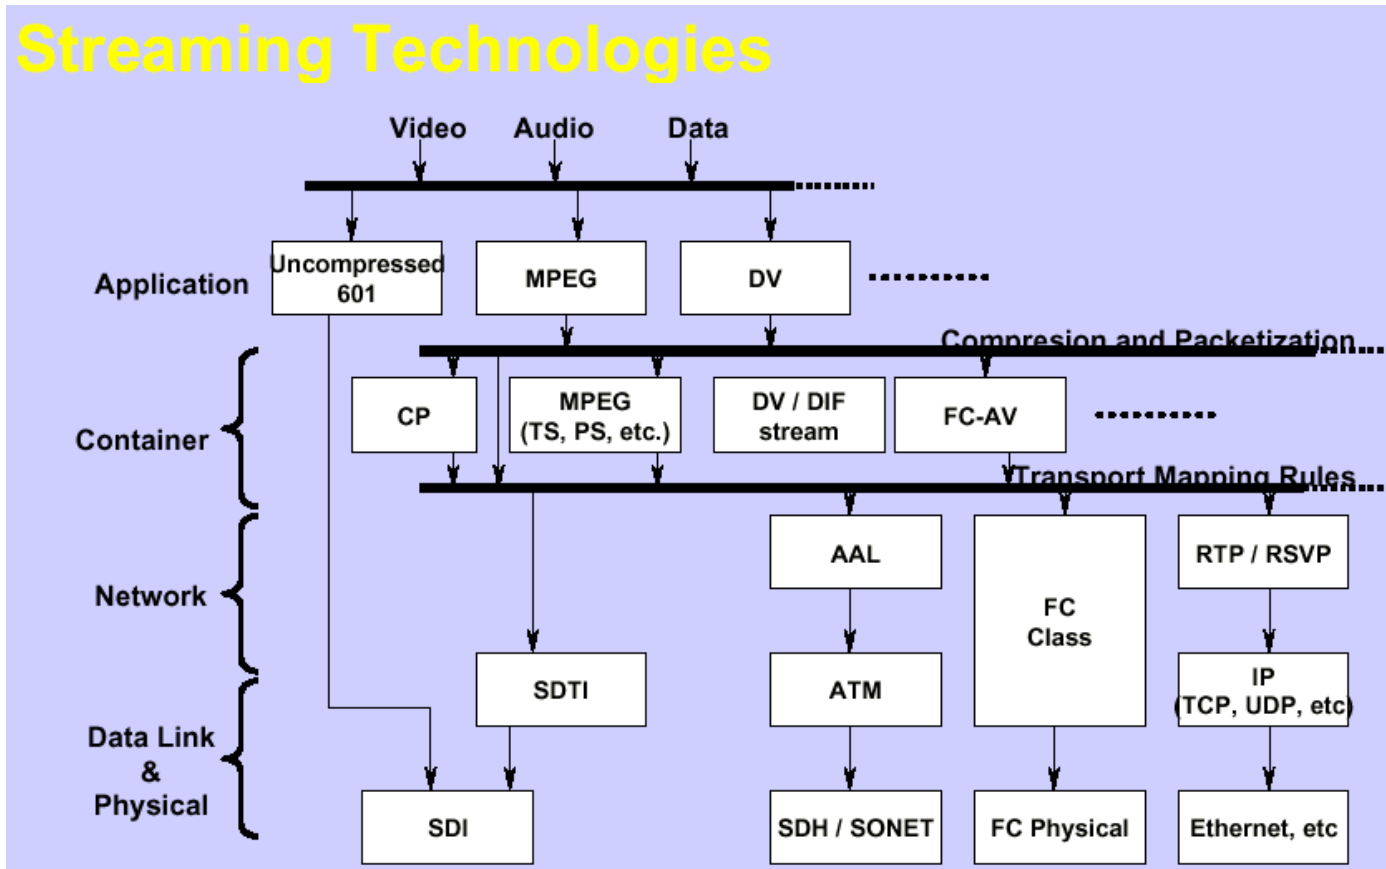 Streaming Technologies
Video Audio Data
Application
Uncompressed
601
MPEG
DV
Compresion and Packetization
Container
CP
MPEG
(TS, PS, etc.)
DV / DIF
stream
FC-AV
Transport Mapping Rules
Network
AAL
FC
Class
RTP / RSVP
SDTI
ATM
IP
(TCP, UDP, etc)
Data Link
&
Physical
SDI
SDH / SONET
FC Physical
Ethernet, etc